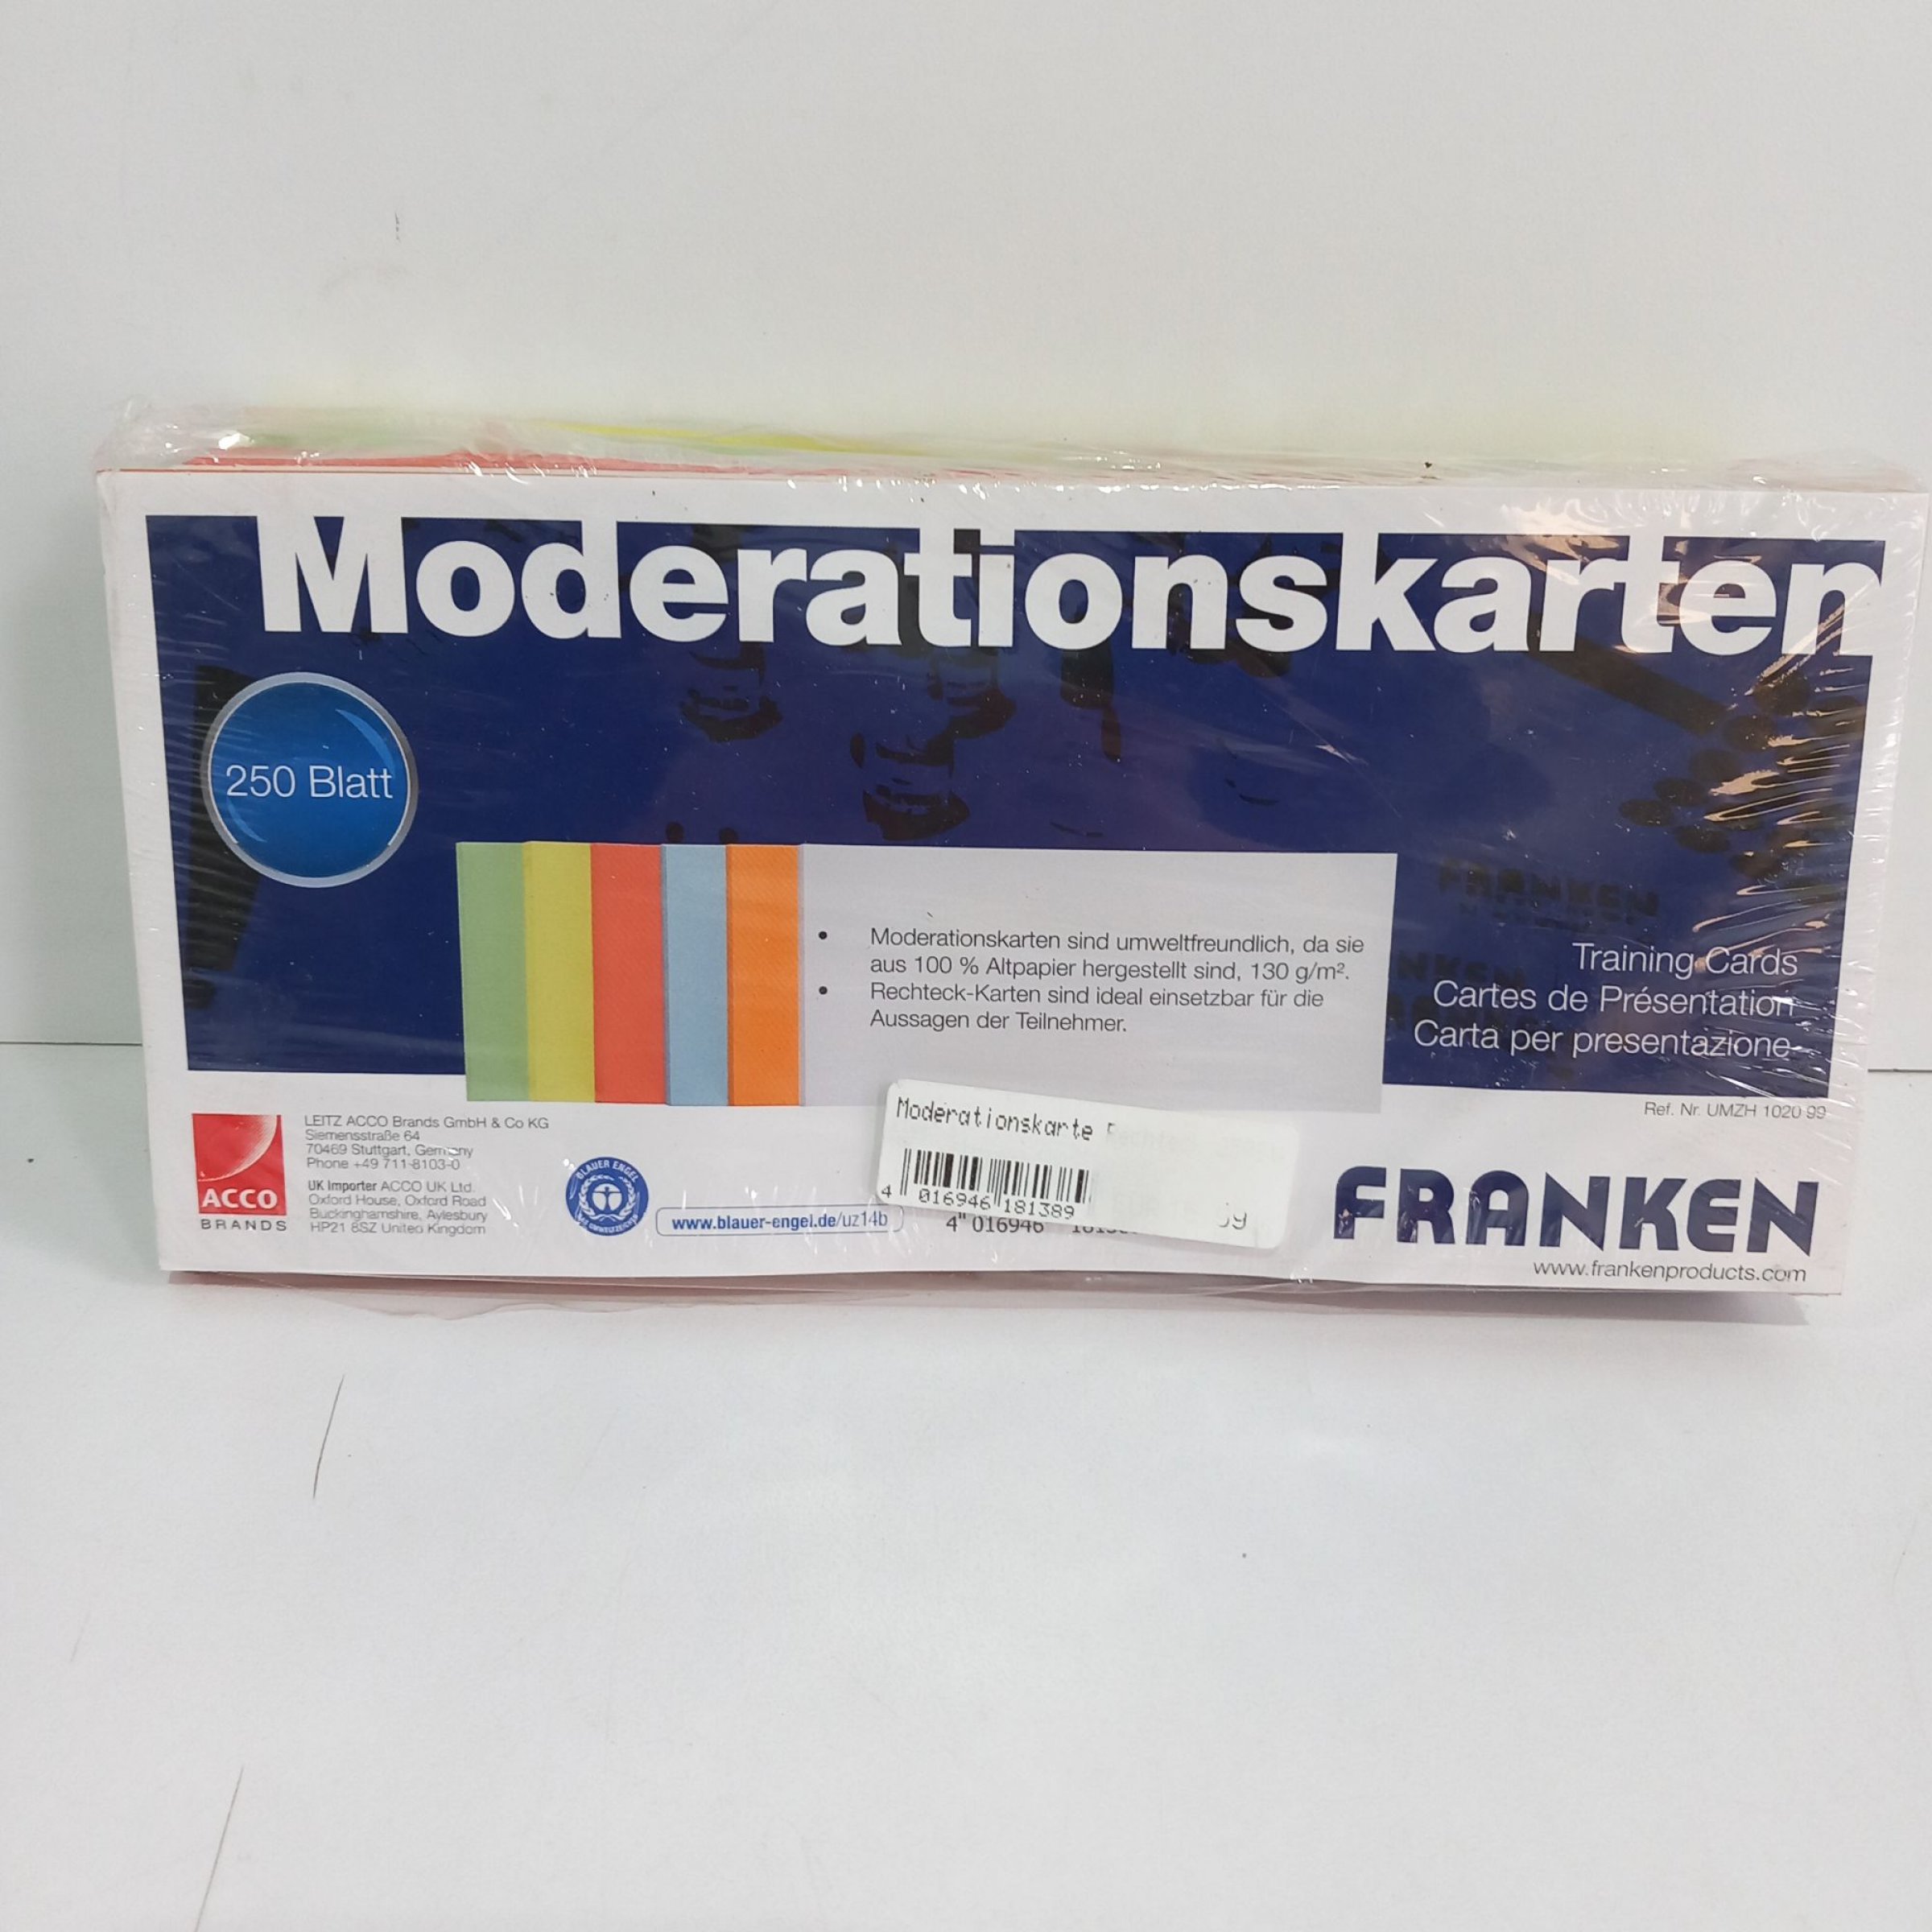 Moderationskarten
250 Blatt
• Moderationskarten sind umweltfreundlich, da sie
aus 100 % Altpapier hergestellt sind, 130 g/m².
• Rechteck-Karten sind ideal einsetzbar für die
Aussagen der Teilnehmer.
FRANKEN
Training Cards
Cartes de Présentation
Carta per presentazione
Ref. Nr. UMZH 1020 99
ACCO
BRANDS
LEITZ ACCO Brands GmbH & Co KG
Siemensstraße 64
70469 Stuttgart, Germany
Phone +49 711-8103-0
UK Importer ACCO UK Ltd.
Oxford House, Oxford Road
Buckinghamshire, Aylesbury
HP21 8SZ United Kingdom
BLAUER ENGEL
www.blauer-engel.de/uz14b
Moderationskarte
4 016946 181389
4 016946
FRANKEN
www.frankenproducts.com